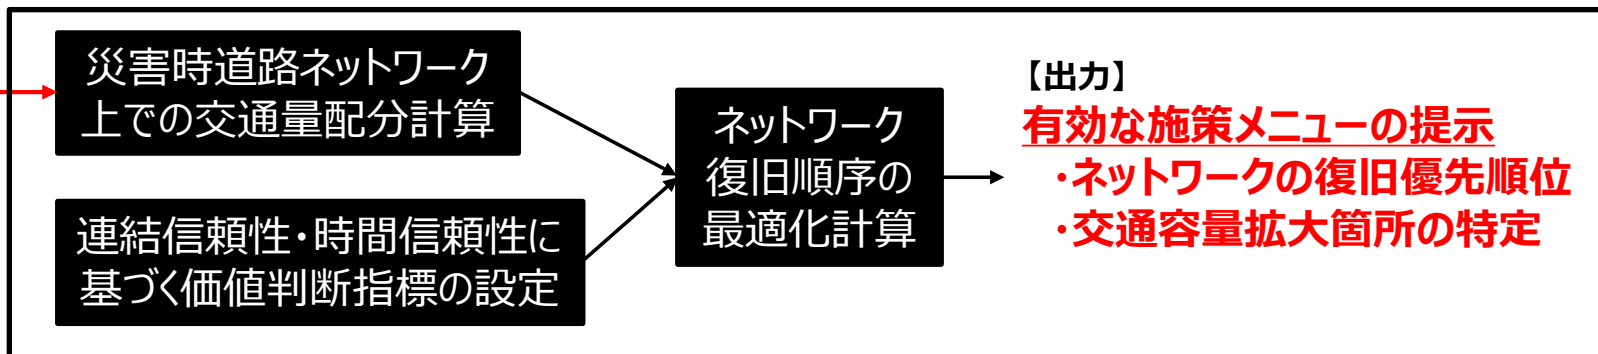 災害時道路ネットワーク
上での交通量配分計算
連結信頼性・時間信頼性に
基づく価値判断指標の設定
ネットワーク
復旧順序の
最適化計算
【出力】
有効な施策メニューの提示
・ネットワークの復旧優先順位
・交通容量拡大箇所の特定